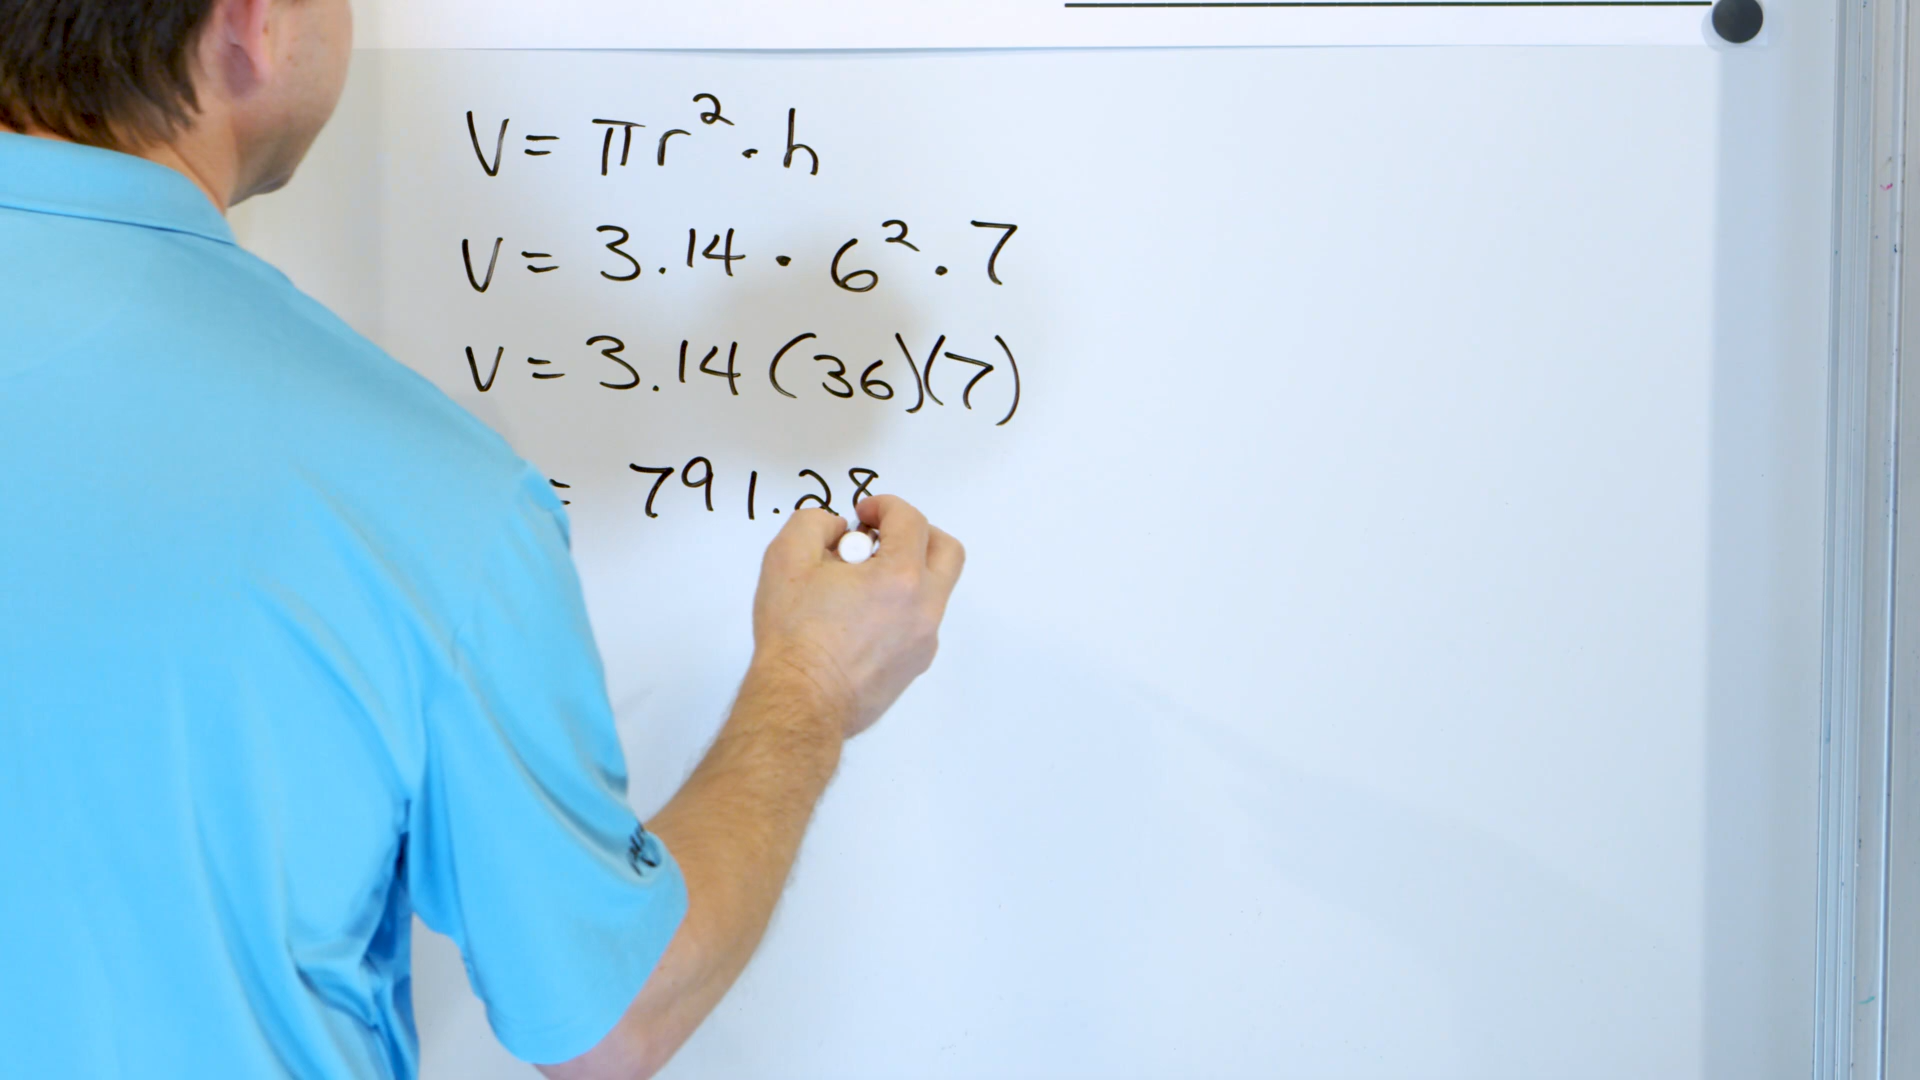 V = πr² · h
V = 3.14 · 6² · 7
V = 3.14 (36)(7)
= 791.28